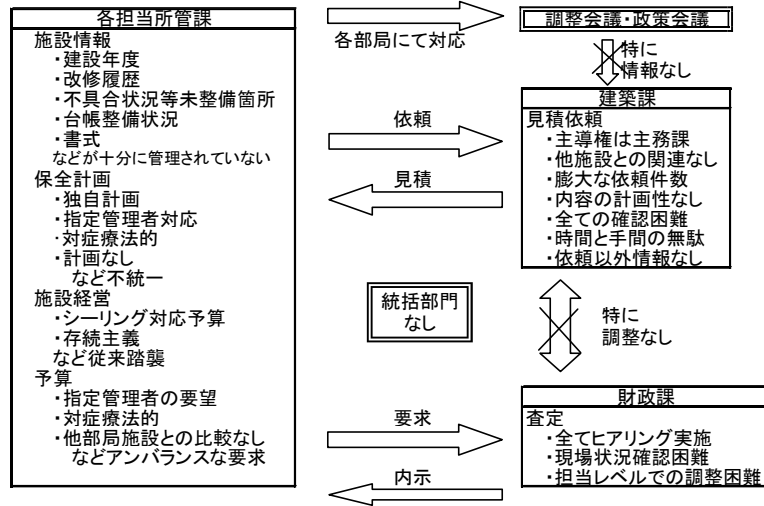 各担当所管課
施設情報
・建設年度
・改修履歴
・不具合状況等未整備箇所
・台帳整備状況
・書式
などが十分に管理されていない
保全計画
・独自計画
・指定管理者対応
・対症療法的
・計画なし
など不統一
施設経営
・シーリング対応予算
・存続主義
など従来踏襲
予算
・指定管理者の要望
・対症療法的
・他部局施設との比較なし
などアンバランスな要求
各部局にて対応
依頼
見積
統括部門
なし
要求
内示
調整会議・政策会議
特に
情報なし
建築課
見積依頼
・主導権は主務課
・他施設との関連なし
・膨大な依頼件数
・内容の計画性なし
・全ての確認困難
・時間と手間の無駄
・依頼以外情報なし
特に
調整なし
財政課
査定
・全てヒアリング実施
・現場状況確認困難
・担当レベルでの調整困難